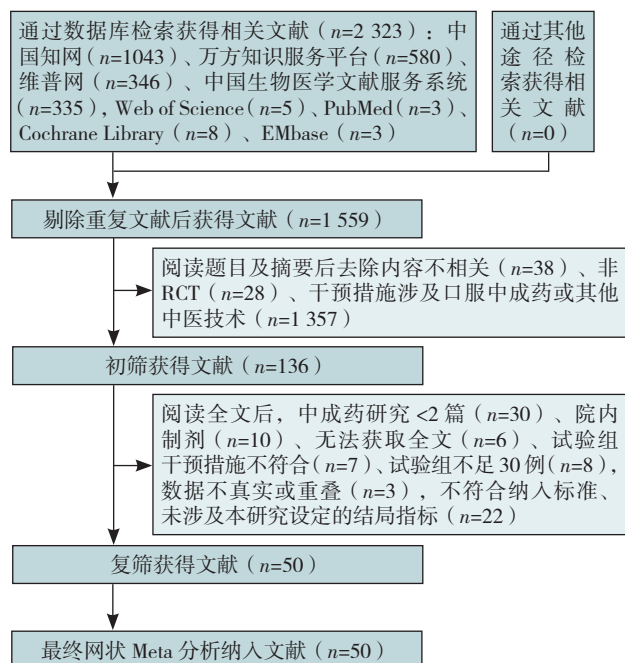 通过数据库检索获得相关文献（n=2 323）：中
国知网（n=1043）、万方知识服务平台（n=580）、
维普网（n=346）、中国生物医学文献服务系统
（n=335），Web of Science（n=5）、PubMed（n=3）、
Cochrane Library（n=8）、EMbase（n=3）
通过其他
途径检
索获得相
关文献
（n=0）
剔除重复文献后获得文献（n=1 559）
阅读题目及摘要后去除内容不相关（n=38）、非
RCT（n=28）、干预措施涉及口服中成药或其他
中医技术（n=1 357）
初筛获得文献（n=136）
阅读全文后，中成药研究 <2 篇（n=30）、院内
制剂（n=10）、无法获取全文（n=6）、试验组
干预措施不符合（n=7）、试验组不足 30 例（n=8），
数据不真实或重叠（n=3），不符合纳入标准、
未涉及本研究设定的结局指标（n=22）
复筛获得文献（n=50）
最终网状 Meta 分析纳入文献（n=50）